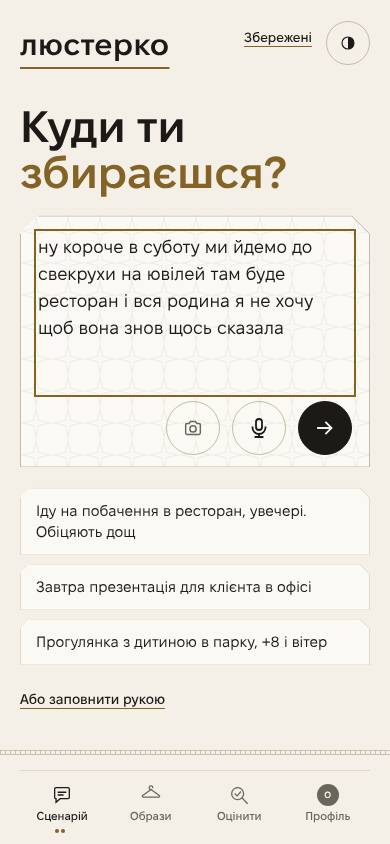 люстерко
Збережені
Куди ти
збираєшся?
ну короче в суботу ми йдемо до
свекрухи на ювілей там буде
ресторан і вся родина я не хочу
щоб вона знов щось сказала
Іду на побачення в ресторан, увечері.
Обіцяють дощ
Завтра презентація для клієнта в офісі
Прогулянка з дитиною в парку, +8 і вітер
Або заповнити рукою
Сценарій
Образи
Оцінити
О
Профіль